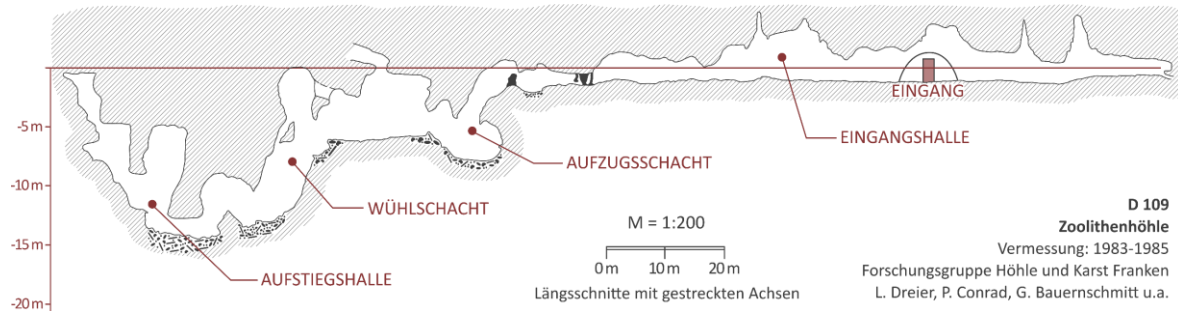 EINGANG
EINGANGSHALLE
-5 m
AUFZUGSSCHACHT
-10 m
WÜHLSCHACHT
-15 m
AUFSTIEGSHALLE
-20 m
M = 1:200
0 m 10 m 20 m
Längsschnitte mit gestreckten Achsen
D 109
Zoolithenhöhle
Vermessung: 1983-1985
Forschungsgruppe Höhle und Karst Franken
L. Dreier, P. Conrad, G. Bauernschmitt u.a.